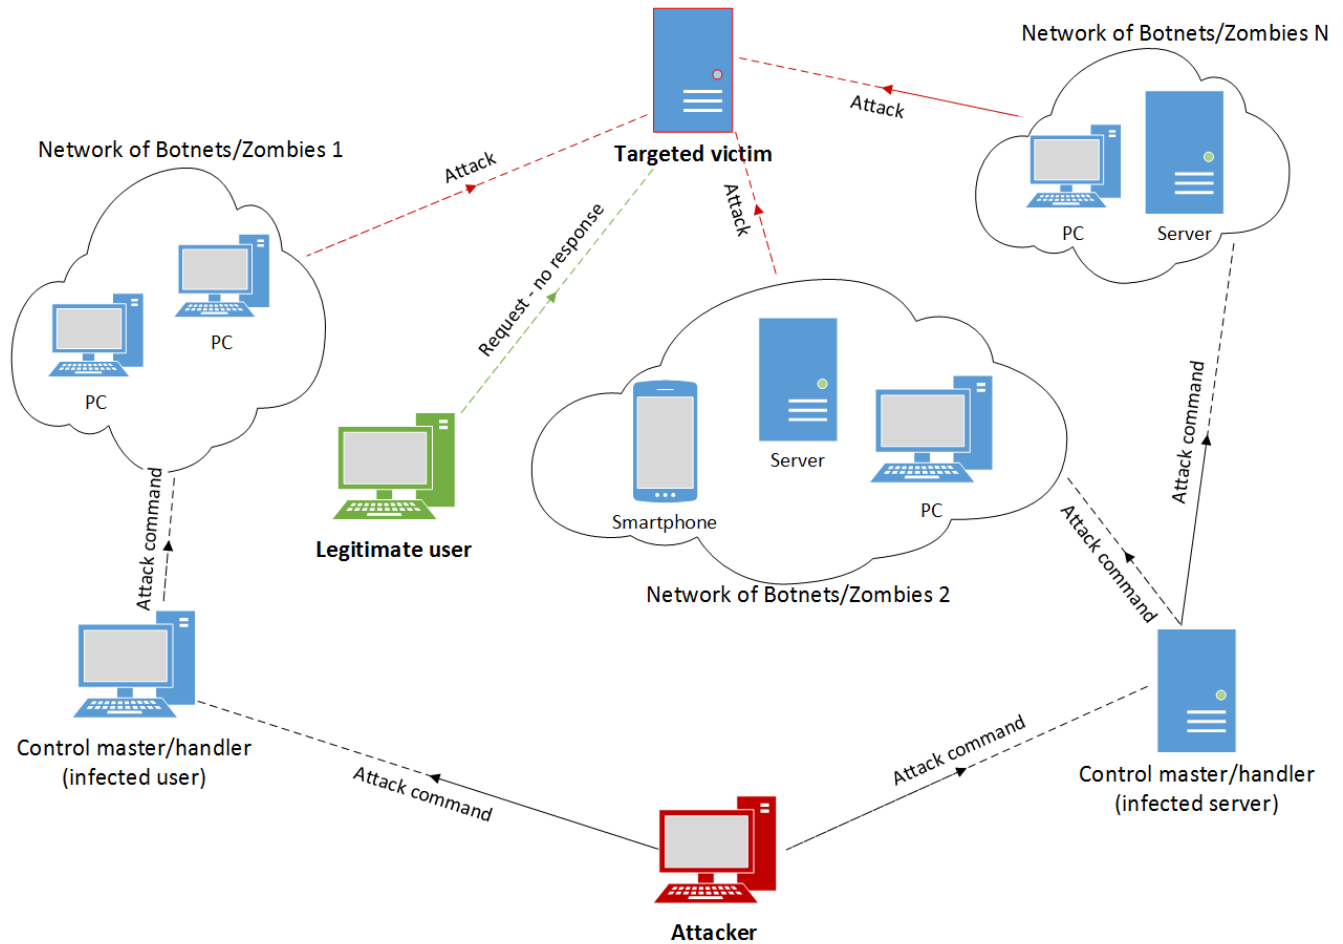 Network of Botnets/Zombies N
Attack
Targeted victim
Network of Botnets/Zombies 1
Attack
Attack
PC
Server
Request - no response
PC
PC
Server
Smartphone
PC
Legitimate user
Network of Botnets/Zombies 2
Attack command
Attack command
Attack command
Control master/handler
(infected user)
Attack command
Attack command
Control master/handler
(infected server)
Attacker